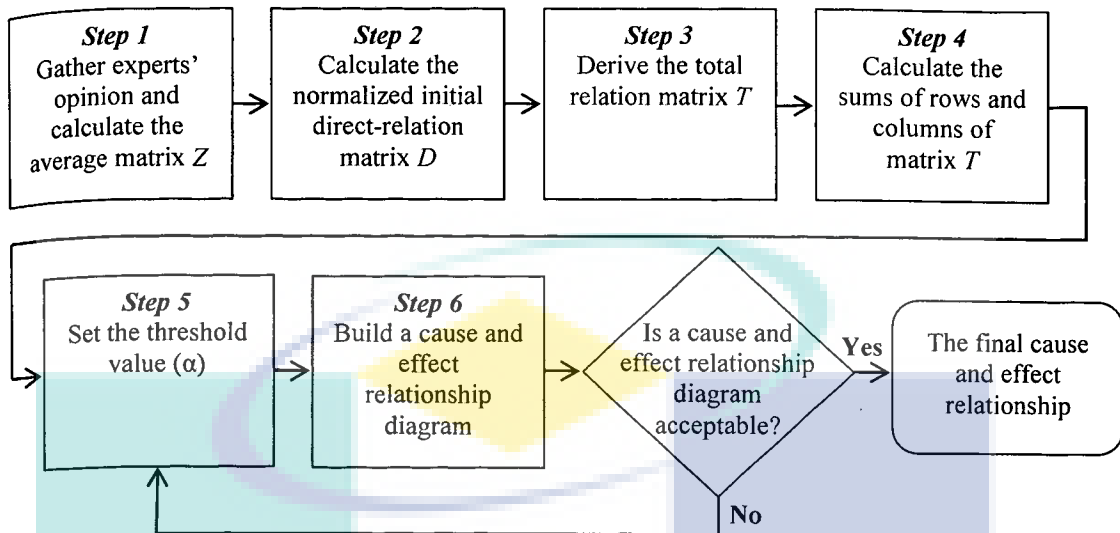 Step 1
Gather experts'
opinion and
calculate the
average matrix Z
Step 2
Calculate the
normalized initial
direct-relation
matrix D
Step 3
Derive the total
relation matrix T
Step 4
Calculate the
sums of rows and
columns of
matrix T
Step 5
Set the threshold
value (α)
Step 6
Build a cause and
effect
relationship
diagram
Is a cause and
effect relationship
diagram
acceptable?
Yes
The final cause
and effect
relationship
No